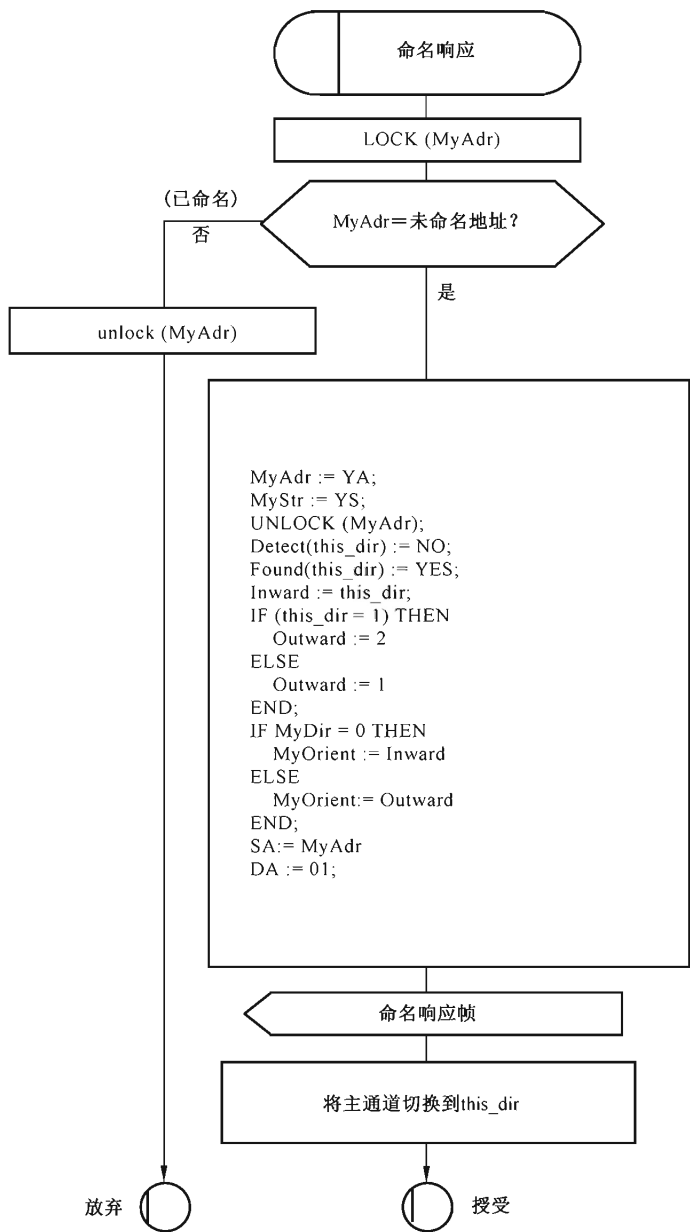 命名响应
LOCK (MyAdr)
MyAdr=未命名地址?
(已命名)
否
是
unlock (MyAdr)
MyAdr := YA;
MyStr := YS;
UNLOCK (MyAdr);
Detect(this_dir) := NO;
Found(this_dir) := YES;
Inward := this_dir;
IF (this_dir = 1) THEN
Outward := 2
ELSE
Outward := 1
END;
IF MyDir = 0 THEN
MyOrient := Inward
ELSE
MyOrient:= Outward
END;
SA:= MyAdr
DA := 01;
命名响应帧
将主通道切换到this_dir
放弃
授受